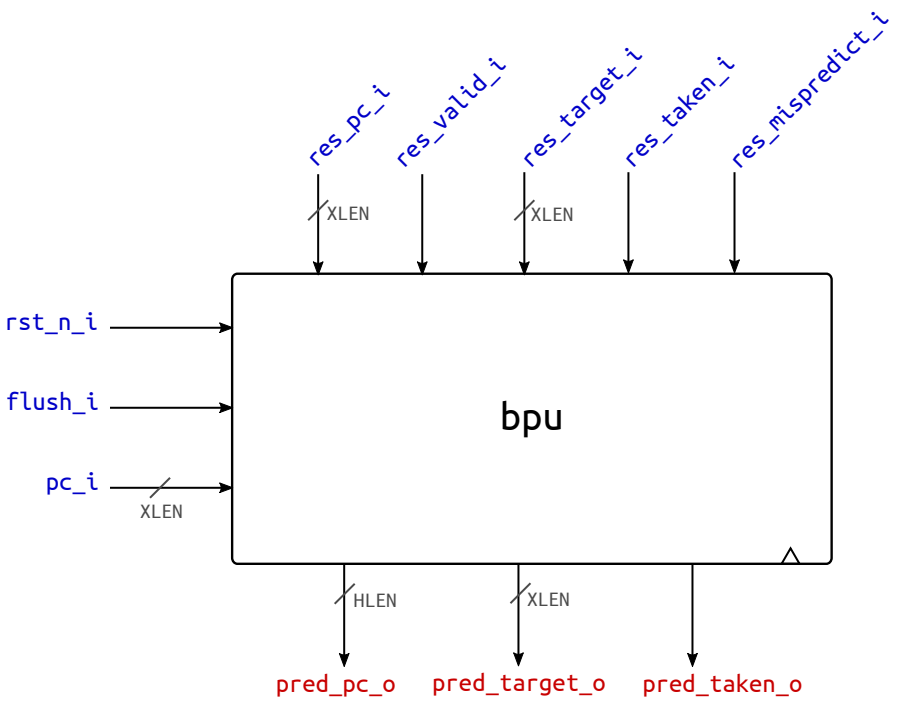 res_pc_i
res_valid_i
res_target_i
res_taken_i
res_mispredict_i
XLEN
XLEN
rst_n_i
flush_i
bpu
pc_i
XLEN
HLEN
XLEN
pred_pc_o
pred_target_o
pred_taken_o